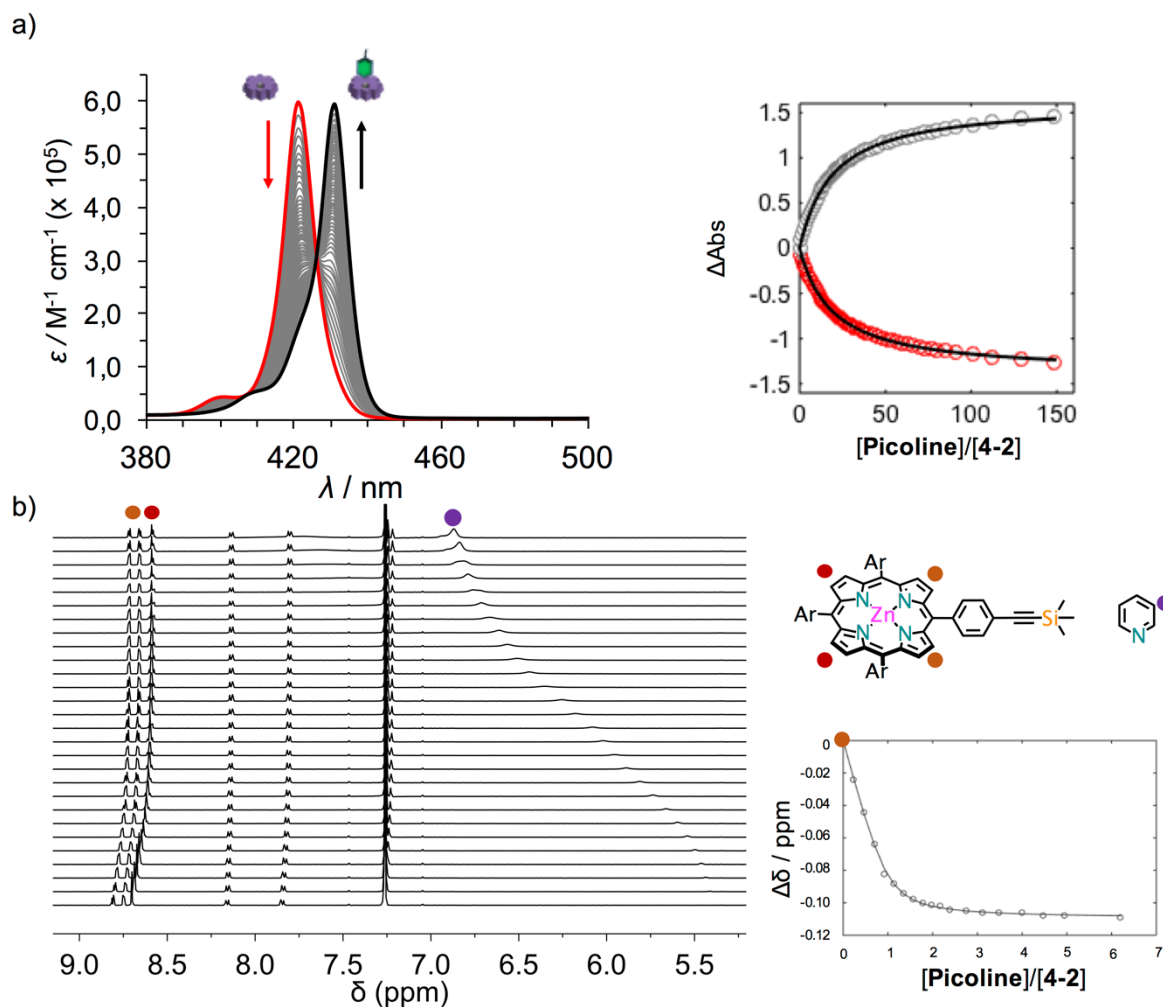 a)
6,0
5,0
4,0
3,0
2,0
1,0
0,0
ε / M⁻¹ cm⁻¹ (x 10⁵)
380
420
460
500
λ / nm
1.5
1
0.5
0
-0.5
-1
-1.5
ΔAbs
0
50
100
150
[Picoline]/[4-2]
b)
9.0
8.5
8.0
7.5
7.0
6.5
6.0
5.5
δ (ppm)
Ar
Ar
Ar
N
N
N
N
Zn
Si
N
0
-0.02
-0.04
-0.06
-0.08
-0.10
-0.12
Δδ / ppm
0
1
2
3
4
5
6
7
[Picoline]/[4-2]